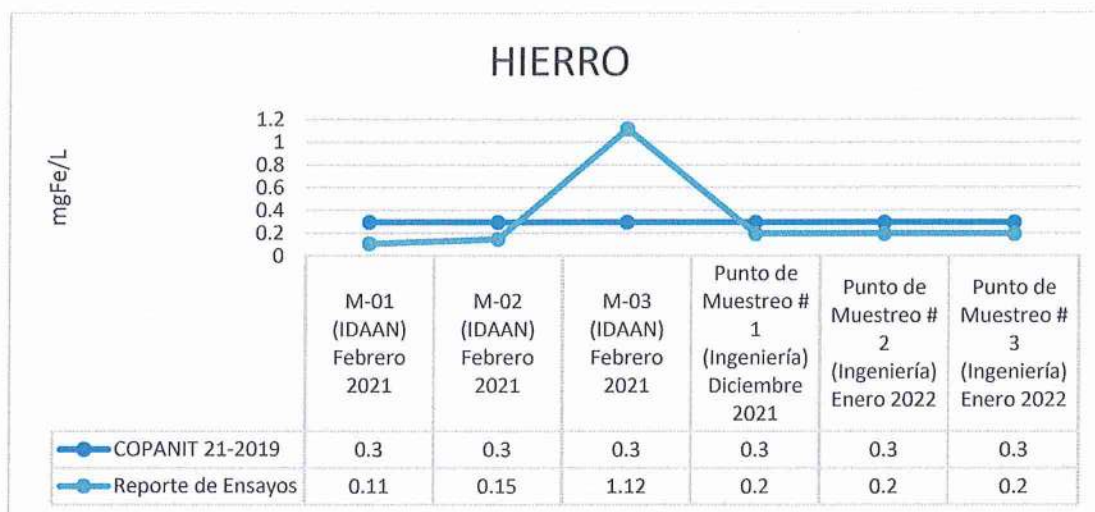 HIERRO
mgFe/L
1.2
1
0.8
0.6
0.4
0.2
0
M-01 (IDAAN) Febrero 2021
M-02 (IDAAN) Febrero 2021
M-03 (IDAAN) Febrero 2021
Punto de Muestreo # 1 (Ingeniería) Diciembre 2021
Punto de Muestreo # 2 (Ingeniería) Enero 2022
Punto de Muestreo # 3 (Ingeniería) Enero 2022
COPANIT 21-2019 0.3 0.3 0.3 0.3 0.3 0.3
Reporte de Ensayos 0.11 0.15 1.12 0.2 0.2 0.2